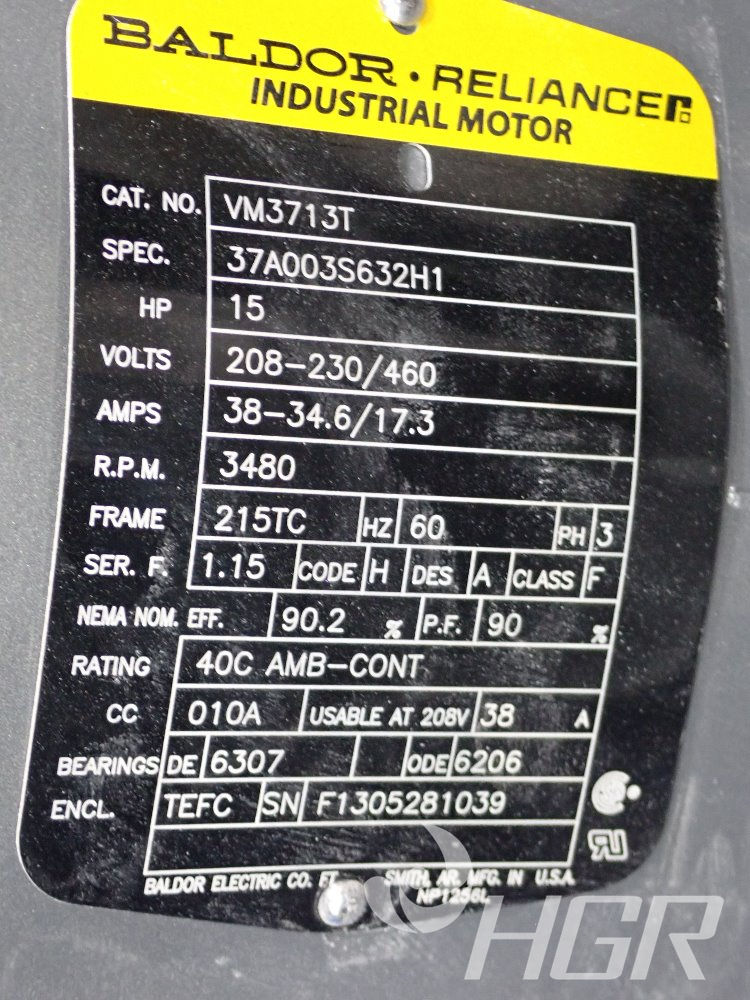 BALDOR · RELIANCER
INDUSTRIAL MOTOR
CAT. NO. VM3713T
SPEC. 37A003S632H1
HP 15
VOLTS 208-230/460
AMPS 38-34.6/17.3
R.P.M. 3480
FRAME 215TC HZ 60 PH 3
SER. F. 1.15 CODE H DES A CLASS F
NEMA NOM. EFF. 90.2 % P.F. 90 %
RATING 40C AMB-CONT
CC 010A USABLE AT 208V 38 A
BEARINGS DE 6307 ODE 6206
ENCL. TEFC SN F1305281039
BALDOR ELECTRIC CO. FT. SMITH, AR. MFG. IN U.S.A.
NP1256L
HGR